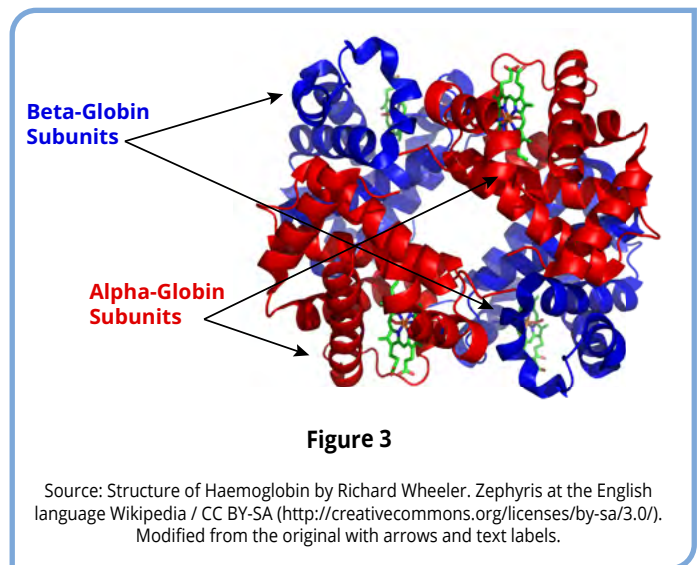 Beta-Globin
Subunits
Alpha-Globin
Subunits
Figure 3
Source: Structure of Haemoglobin by Richard Wheeler. Zephyris at the English
language Wikipedia / CC BY-SA (http://creativecommons.org/licenses/by-sa/3.0/).
Modified from the original with arrows and text labels.